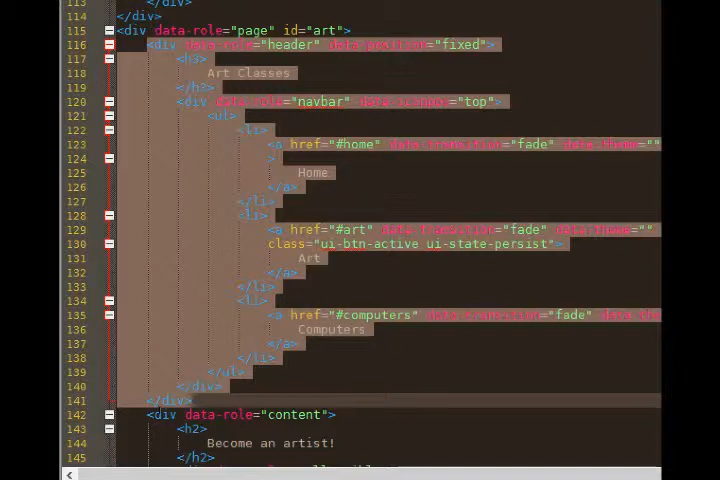 113 </div>
114 </div>
115 <div data-role="page" id="art">
116 <div data-role="header" data-position="fixed">
117 <h3>
118 Art Classes
119 </h3>
120 <div data-role="navbar" data-iconpos="top">
121 <ul>
122 <li>
123 <a href="#home" data-transition="fade" data-theme=""
124 >
125 Home
126 </a>
127 </li>
128 <li>
129 <a href="#art" data-transition="fade" data-theme=""
130 class="ui-btn-active ui-state-persist">
131 Art
132 </a>
133 </li>
134 <li>
135 <a href="#computers" data-transition="fade" data-the
136 Computers
137 </a>
138 </li>
139 </ul>
140 </div>
141 </div>
142 <div data-role="content">
143 <h2>
144 Become an artist!
145 </h2>